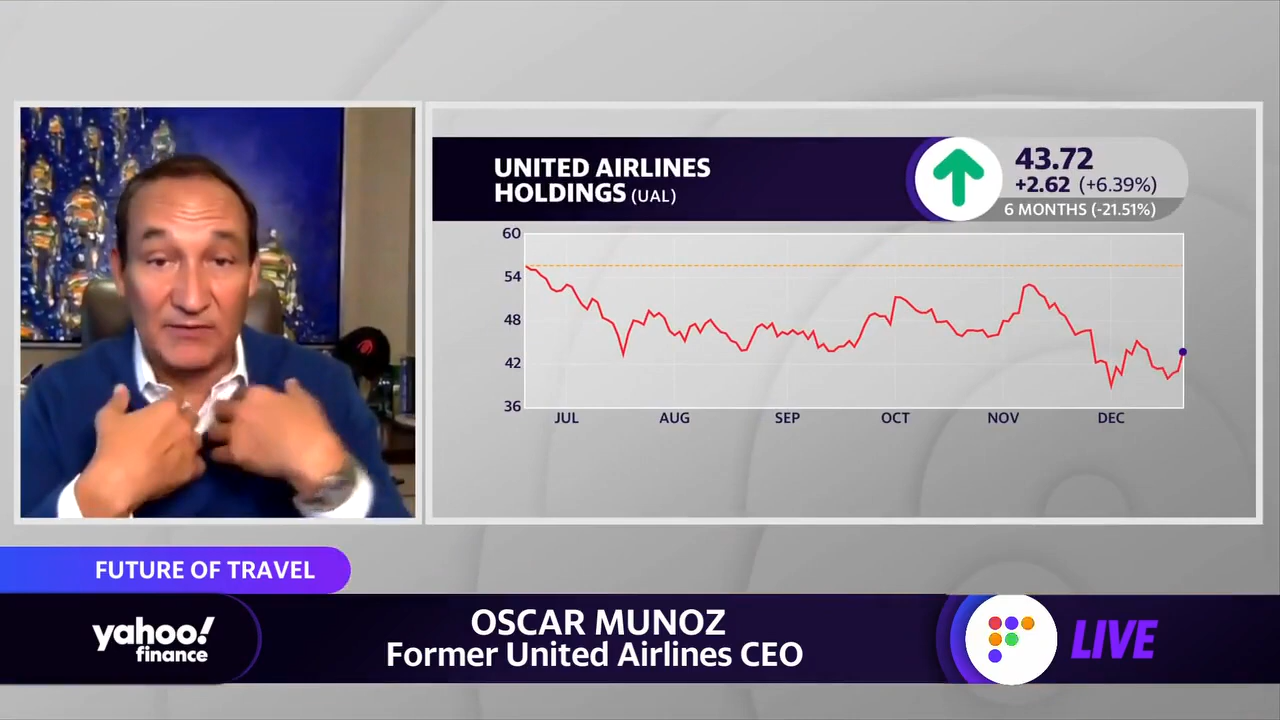 UNITED AIRLINES
HOLDINGS (UAL)
43.72
+2.62 (+6.39%)
6 MONTHS (-21.51%)
60
54
48
42
36
JUL AUG SEP OCT NOV DEC
FUTURE OF TRAVEL
yahoo!
finance
OSCAR MUNOZ
Former United Airlines CEO
LIVE